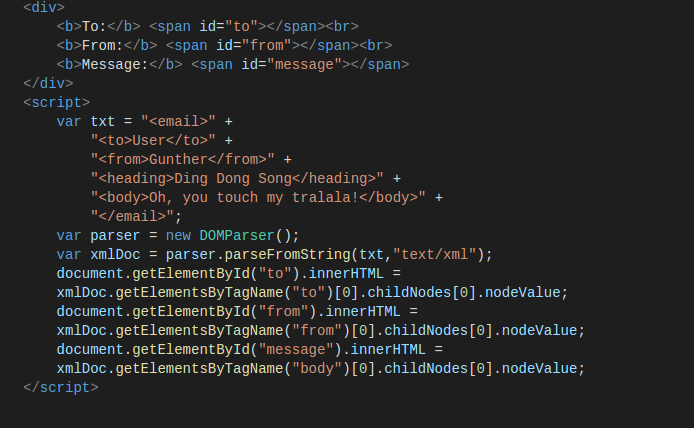 <div>
    <b>To:</b> <span id="to"></span><br>
    <b>From:</b> <span id="from"></span><br>
    <b>Message:</b> <span id="message"></span>
</div>
<script>
    var txt = "<email>" +
        "<to>User</to>" +
        "<from>Gunther</from>" +
        "<heading>Ding Dong Song</heading>" +
        "<body>Oh, you touch my tralala!</body>" +
        "</email>";
    var parser = new DOMParser();
    var xmlDoc = parser.parseFromString(txt,"text/xml");
    document.getElementById("to").innerHTML =
    xmlDoc.getElementsByTagName("to")[0].childNodes[0].nodeValue;
    document.getElementById("from").innerHTML =
    xmlDoc.getElementsByTagName("from")[0].childNodes[0].nodeValue;
    document.getElementById("message").innerHTML =
    xmlDoc.getElementsByTagName("body")[0].childNodes[0].nodeValue;
</script>